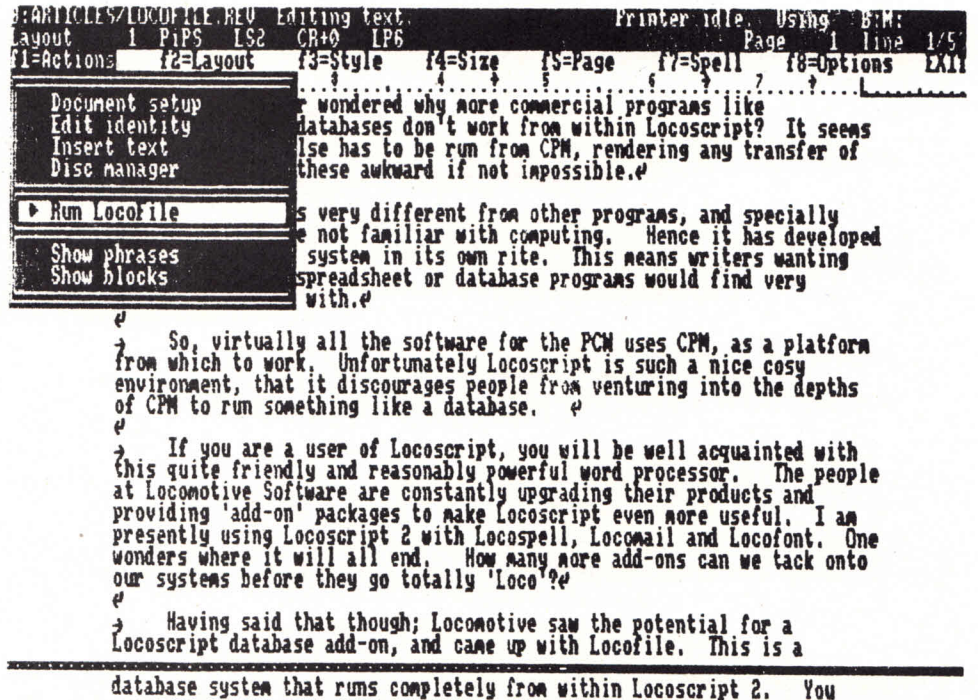 B:ARTICLES/LOCOFILE.REV Editing text. Printer idle. Using B:M:
Layout 1 PiPS LS2 CR+0 LP6 Page 1 line 1/5
f1=Actions f2=Layout f3=Style f4=Size f5=Page f7=Spell f8=Options EXIT
3 4 5 6 7
Document setup
Edit identity
Insert text
Disc manager
Run LocoFile
Show phrases
Show blocks
r wondered why more commercial programs like
databases don't work from within Locoscript? It seems
lse has to be run from CPM, rendering any transfer of
these awkward if not impossible.
s very different from other programs, and specially
e not familiar with computing. Hence it has developed
system in its own rite. This means writers wanting
spreadsheet or database programs would find very
with.
So, virtually all the software for the PCW uses CPM, as a platform
from which to work. Unfortunately Locoscript is such a nice cosy
environment, that it discourages people from venturing into the depths
of CPM to run something like a database.
If you are a user of Locoscript, you will be well acquainted with
this quite friendly and reasonably powerful word processor. The people
at Locomotive Software are constantly upgrading their products and
providing 'add-on' packages to make Locoscript even more useful. I am
presently using Locoscript 2 with Locospell, Locomail and Locofont. One
wonders where it will all end. How many more add-ons can we tack onto
our systems before they go totally 'Loco'?
Having said that though; Locomotive saw the potential for a
Locoscript database add-on, and came up with Locofile. This is a
database system that runs completely from within Locoscript 2. You